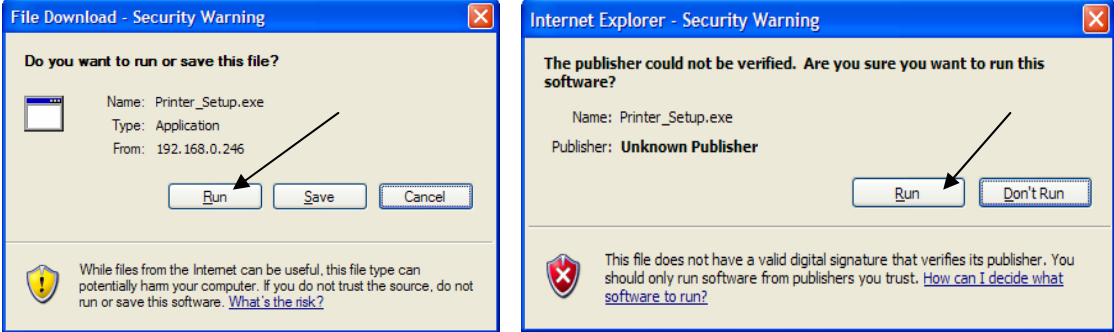 File Download - Security Warning
Do you want to run or save this file?
Name: Printer_Setup.exe
Type: Application
From: 192.168.0.246
Run
Save
Cancel
While files from the Internet can be useful, this file type can
potentially harm your computer. If you do not trust the source, do not
run or save this software. What's the risk?
Internet Explorer - Security Warning
The publisher could not be verified. Are you sure you want to run this
software?
Name: Printer_Setup.exe
Publisher: Unknown Publisher
Run
Don't Run
This file does not have a valid digital signature that verifies its publisher. You
should only run software from publishers you trust. How can I decide what
software to run?